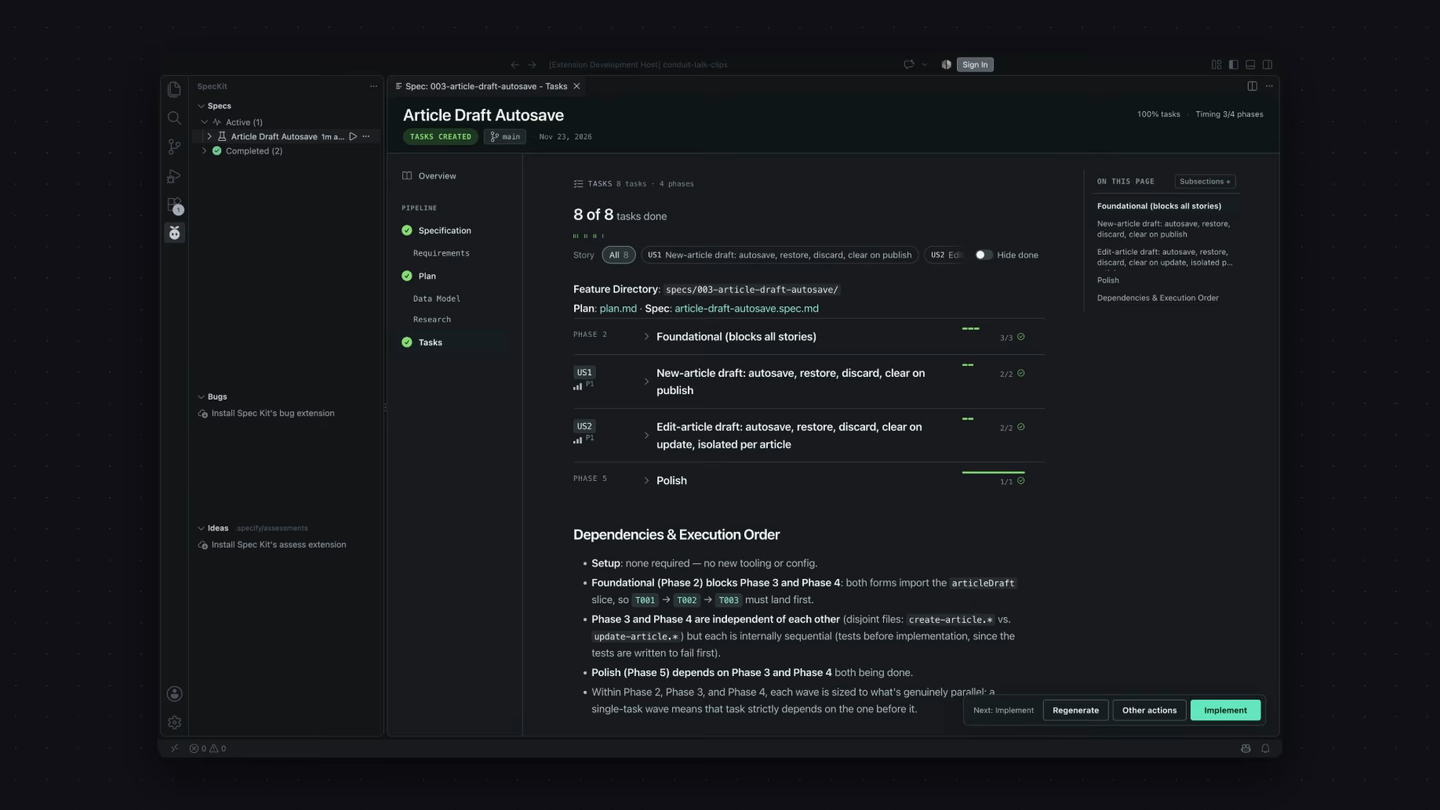 [Extension Development Host] conduit-talk-clips
Sign In
SpecKit
Specs
Active (1)
Article Draft Autosave 1m a...
Completed (2)
1
Bugs
Install Spec Kit's bug extension
Ideas .specify/assessments
Install Spec Kit's assess extension
Spec: 003-article-draft-autosave - Tasks
Article Draft Autosave
TASKS CREATED
main
Nov 23, 2026
100% tasks · Timing 3/4 phases
Overview
PIPELINE
Specification
Requirements
Plan
Data Model
Research
Tasks
TASKS 8 tasks · 4 phases
8 of 8 tasks done
Story All 8 US1 New-article draft: autosave, restore, discard, clear on publish US2 Edi Hide done
Feature Directory: specs/003-article-draft-autosave/
Plan: plan.md · Spec: article-draft-autosave.spec.md
PHASE 2 Foundational (blocks all stories) 3/3
US1 P1 New-article draft: autosave, restore, discard, clear on
publish 2/2
US2 P1 Edit-article draft: autosave, restore, discard, clear on
update, isolated per article 2/2
PHASE 5 Polish 1/1
Dependencies & Execution Order
• Setup: none required — no new tooling or config.
• Foundational (Phase 2) blocks Phase 3 and Phase 4: both forms import the articleDraft
slice, so T001 → T002 → T003 must land first.
• Phase 3 and Phase 4 are independent of each other (disjoint files: create-article.* vs.
update-article.*) but each is internally sequential (tests before implementation, since the
tests are written to fail first).
• Polish (Phase 5) depends on Phase 3 and Phase 4 both being done.
• Within Phase 2, Phase 3, and Phase 4, each wave is sized to what's genuinely parallel: a
single-task wave means that task strictly depends on the one before it.
ON THIS PAGE
Subsections +
Foundational (blocks all stories)
New-article draft: autosave, restore,
discard, clear on publish
Edit-article draft: autosave, restore,
discard, clear on update, isolated p...
Polish
Dependencies & Execution Order
Next: Implement
Regenerate
Other actions
Implement
0 0